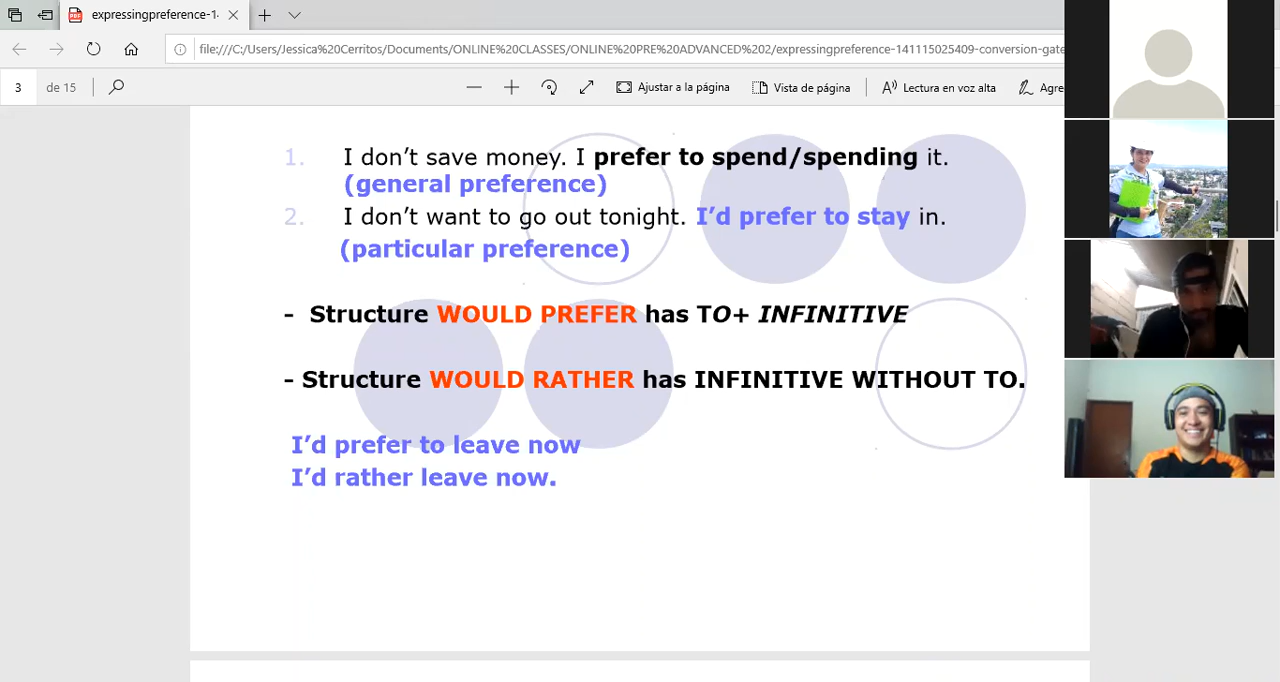 expressingpreference-14
file:///C:/Users/Jessica%20Cerritos/Documents/ONLINE%20CLASSES/ONLINE%20PRE%20ADVANCED%202/expressingpreference-141115025409-conversion-gate
3 de 15
Ajustar a la página
Vista de página
Lectura en voz alta
Agre
1. I don't save money. I prefer to spend/spending it.
(general preference)
2. I don't want to go out tonight. I'd prefer to stay in.
(particular preference)
- Structure WOULD PREFER has TO+ INFINITIVE
- Structure WOULD RATHER has INFINITIVE WITHOUT TO.
I'd prefer to leave now
I'd rather leave now.